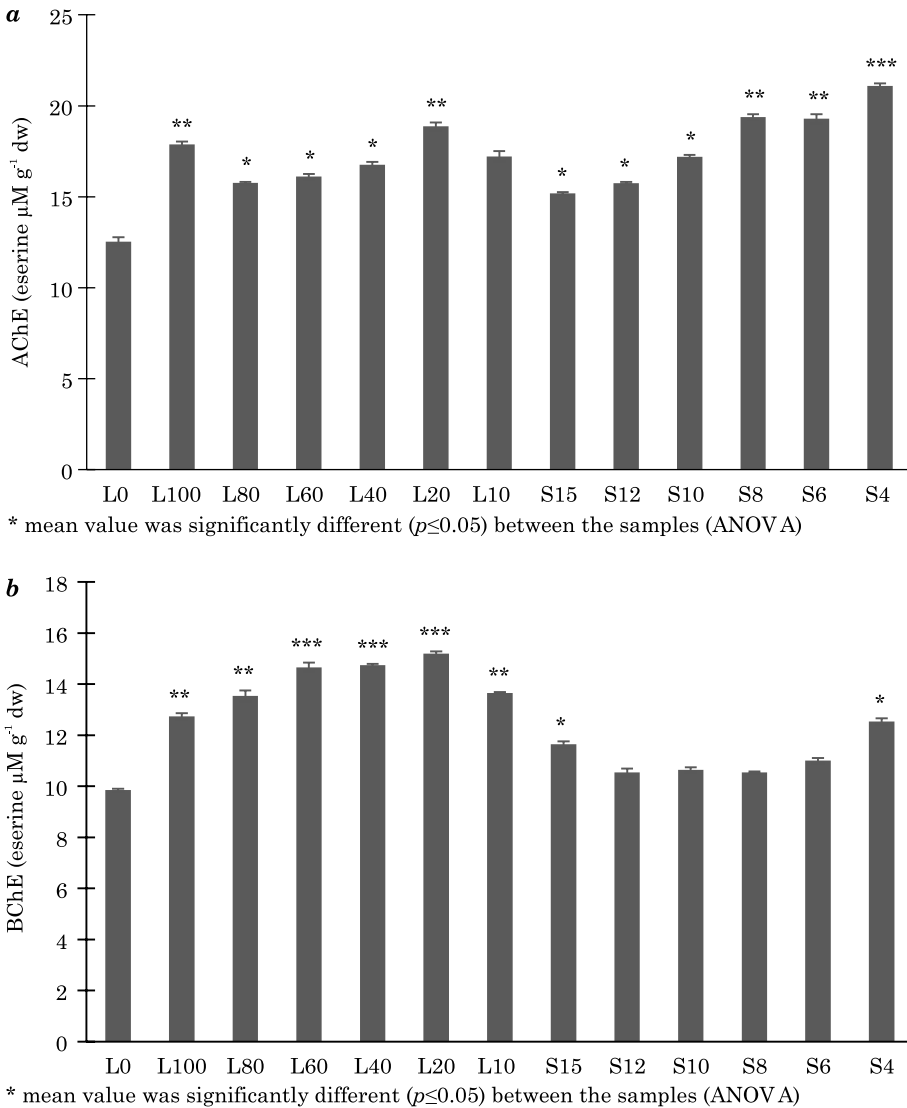 a
25
20
15
10
5
0
AChE (eserine µM g-1 dw)
** * * * ** * * * ** ** ***
L0 L100 L80 L60 L40 L20 L10 S15 S12 S10 S8 S6 S4
* mean value was significantly different (p≤0.05) between the samples (ANOVA)
b
18
16
14
12
10
8
6
4
2
0
BChE (eserine µM g-1 dw)
** ** *** *** *** ** * *
L0 L100 L80 L60 L40 L20 L10 S15 S12 S10 S8 S6 S4
* mean value was significantly different (p≤0.05) between the samples (ANOVA)